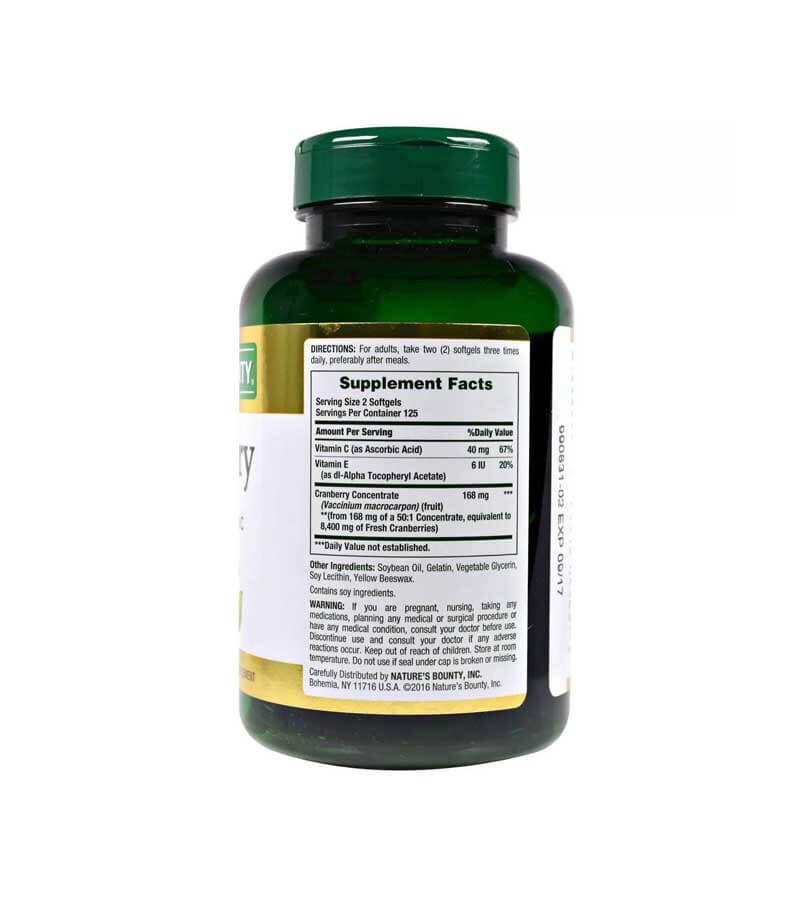 DIRECTIONS: For adults, take two (2) softgels three times
daily, preferably after meals.
Supplement Facts
Serving Size 2 Softgels
Servings Per Container 125
Amount Per Serving %Daily Value
Vitamin C (as Ascorbic Acid) 40 mg 67%
Vitamin E 6 IU 20%
(as dl-Alpha Tocopheryl Acetate)
Cranberry Concentrate 168 mg ***
(Vaccinium macrocarpon) (fruit)
**(from 168 mg of a 50:1 Concentrate, equivalent to
8,400 mg of Fresh Cranberries)
***Daily Value not established.
Other Ingredients: Soybean Oil, Gelatin, Vegetable Glycerin,
Soy Lecithin, Yellow Beeswax.
Contains soy ingredients.
WARNING: If you are pregnant, nursing, taking any
medications, planning any medical or surgical procedure or
have any medical condition, consult your doctor before use.
Discontinue use and consult your doctor if any adverse
reactions occur. Keep out of reach of children. Store at room
temperature. Do not use if seal under cap is broken or missing.
Carefully Distributed by NATURE'S BOUNTY, INC.
Bohemia, NY 11716 U.S.A. ©2016 Nature's Bounty, Inc.
NTY®
ry
C
EMENT
660831-02 EXP 09/17